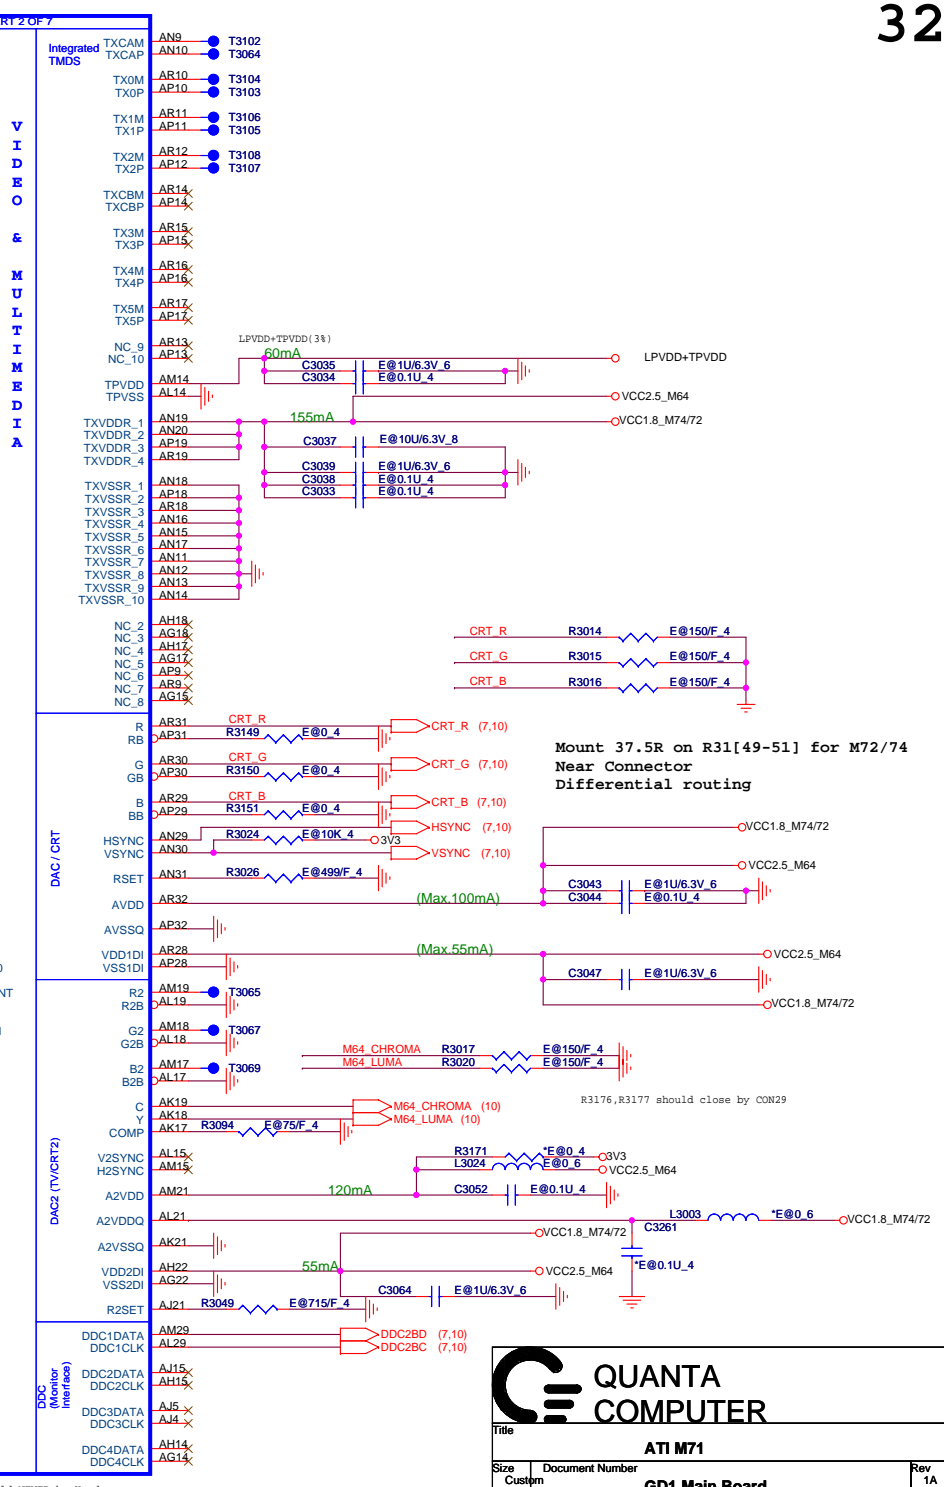 32
RT 2 OF 7
VIDEO & MULTIMEDIA
Integrated
TMDS
TXCAM AN9 T3102
TXCAP AN10 T3064
TX0M AR10 T3104
TX0P AP10 T3103
TX1M AR11 T3106
TX1P AP11 T3105
TX2M AR12 T3108
TX2P AP12 T3107
TXCBM AR14
TXCBP AP14
TX3M AR15
TX3P AP15
TX4M AR16
TX4P AP16
TX5M AR17
TX5P AP17
NC_9 AR13
NC_10 AP13
LPVDD+TPVDD(3%)
60mA
LPVDD+TPVDD
C3035 E@1U/6.3V_6
C3034 E@0.1U_4
TPVDD AM14
TPVSS AL14
VCC2.5_M64
TXVDDR_1 AN19 155mA VCC1.8_M74/72
TXVDDR_2 AN20
TXVDDR_3 AP19
TXVDDR_4 AR19
C3037 E@10U/6.3V_8
C3039 E@1U/6.3V_6
C3038 E@0.1U_4
C3033 E@0.1U_4
TXVSSR_1 AN18
TXVSSR_2 AP18
TXVSSR_3 AR18
TXVSSR_4 AN16
TXVSSR_5 AN15
TXVSSR_6 AN17
TXVSSR_7 AN11
TXVSSR_8 AN12
TXVSSR_9 AN13
TXVSSR_10 AN14
NC_2 AH18
NC_3 AG18
NC_4 AH17
NC_5 AG17
NC_6 AP9
NC_7 AR9
NC_8 AG15
CRT_R R3014 E@150/F_4
CRT_G R3015 E@150/F_4
CRT_B R3016 E@150/F_4
DAC / CRT
R AR31 CRT_R CRT_R (7,10)
RB AP31 R3149 E@0_4
G AR30 CRT_G CRT_G (7,10)
GB AP30 R3150 E@0_4
B AR29 CRT_B CRT_B (7,10)
BB AP29 R3151 E@0_4
Mount 37.5R on R31[49-51] for M72/74
Near Connector
Differential routing
HSYNC (7,10)
HSYNC AN29 R3024 E@10K_4 3V3
VSYNC AN30 VSYNC (7,10)
RSET AN31 R3026 E@499/F_4
VCC1.8_M74/72
VCC2.5_M64
C3043 E@1U/6.3V_6
C3044 E@0.1U_4
AVDD AR32 (Max.100mA)
AVSSQ AP32
VDD1DI AR28 (Max.55mA) VCC2.5_M64
VSS1DI AP28
C3047 E@1U/6.3V_6
VCC1.8_M74/72
NT
DAC2 (TV/CRT2)
R2 AM19 T3065
R2B AL19
G2 AM18 T3067
G2B AL18
B2 AM17 T3069
B2B AL17
M64_CHROMA R3017 E@150/F_4
M64_LUMA R3020 E@150/F_4
R3176,R3177 should close by CON29
C AK19 M64_CHROMA (10)
Y AK18 M64_LUMA (10)
COMP AK17 R3094 E@75/F_4
V2SYNC AL15
H2SYNC AM15
R3171 *E@0_4 3V3
L3024 E@0_6 VCC2.5_M64
A2VDD AM21 120mA C3052 E@0.1U_4
A2VDDQ AL21 L3003 *E@0_6 VCC1.8_M74/72
C3261
*E@0.1U_4
A2VSSQ AK21
VCC1.8_M74/72
VDD2DI AH22 55mA VCC2.5_M64
VSS2DI AG22
C3064 E@1U/6.3V_6
R2SET AJ21 R3049 E@715/F_4
DDC
(Monitor
Interface)
DDC1DATA AM29 DDC2BD (7,10)
DDC1CLK AL29 DDC2BC (7,10)
DDC2DATA AJ15
DDC2CLK AH15
DDC3DATA AJ5
DDC3CLK AJ4
DDC4DATA AH14
DDC4CLK AG14
QUANTA
COMPUTER
Title
ATI M71
Size Document Number Rev
Custom GD1 Main Board 1A